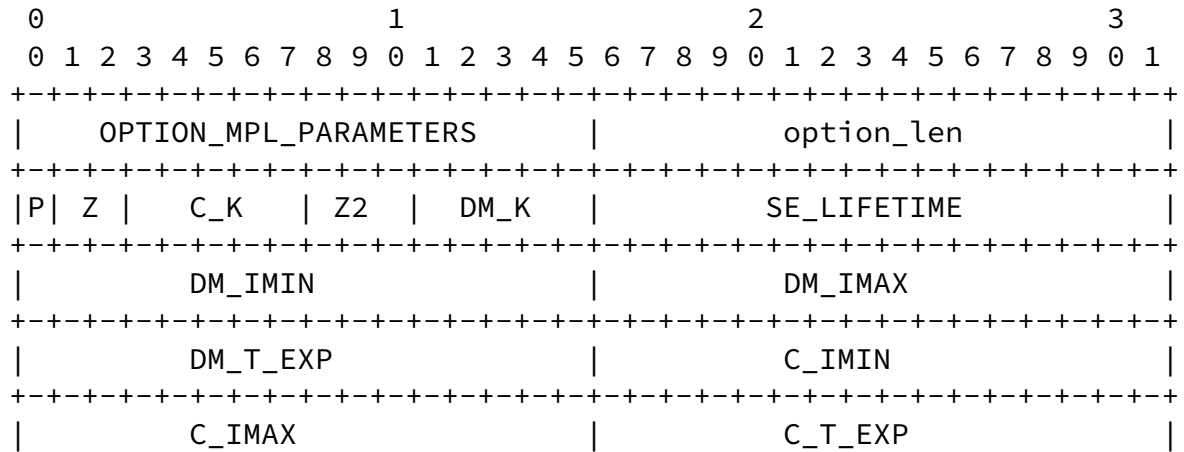 0                   1                   2                   3
 0 1 2 3 4 5 6 7 8 9 0 1 2 3 4 5 6 7 8 9 0 1 2 3 4 5 6 7 8 9 0 1
+-+-+-+-+-+-+-+-+-+-+-+-+-+-+-+-+-+-+-+-+-+-+-+-+-+-+-+-+-+-+-+-+
|    OPTION_MPL_PARAMETERS      |          option_len           |
+-+-+-+-+-+-+-+-+-+-+-+-+-+-+-+-+-+-+-+-+-+-+-+-+-+-+-+-+-+-+-+-+
|P| Z |   C_K   | Z2  |  DM_K   |         SE_LIFETIME           |
+-+-+-+-+-+-+-+-+-+-+-+-+-+-+-+-+-+-+-+-+-+-+-+-+-+-+-+-+-+-+-+-+
|         DM_IMIN               |          DM_IMAX              |
+-+-+-+-+-+-+-+-+-+-+-+-+-+-+-+-+-+-+-+-+-+-+-+-+-+-+-+-+-+-+-+-+
|         DM_T_EXP              |          C_IMIN               |
+-+-+-+-+-+-+-+-+-+-+-+-+-+-+-+-+-+-+-+-+-+-+-+-+-+-+-+-+-+-+-+-+
|         C_IMAX                |          C_T_EXP              |